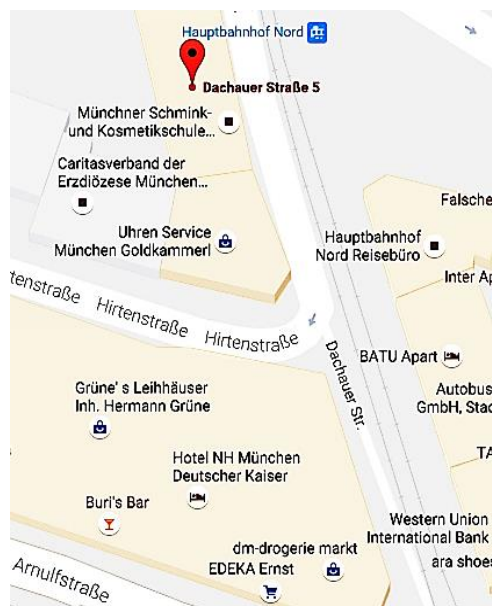 Hauptbahnhof Nord
Dachauer Straße 5
Münchner Schmink-
und Kosmetikschule...
Caritasverband der
Erzdiözese München...
Falsche
Uhren Service
München Goldkammerl
Hauptbahnhof
Nord Reisebüro
Inter Ap
tenstraße Hirtenstraße Hirtenstraße
Dachauer Str.
BATU Apart
Grüne' s Leihhäuser
Inh. Hermann Grüne
Autobus
GmbH, Stad
Hotel NH München
Deutscher Kaiser
TA
Buri's Bar
Western Union
International Bank
dm-drogerie markt
ara shoes
EDEKA Ernst
Arnulfstraße